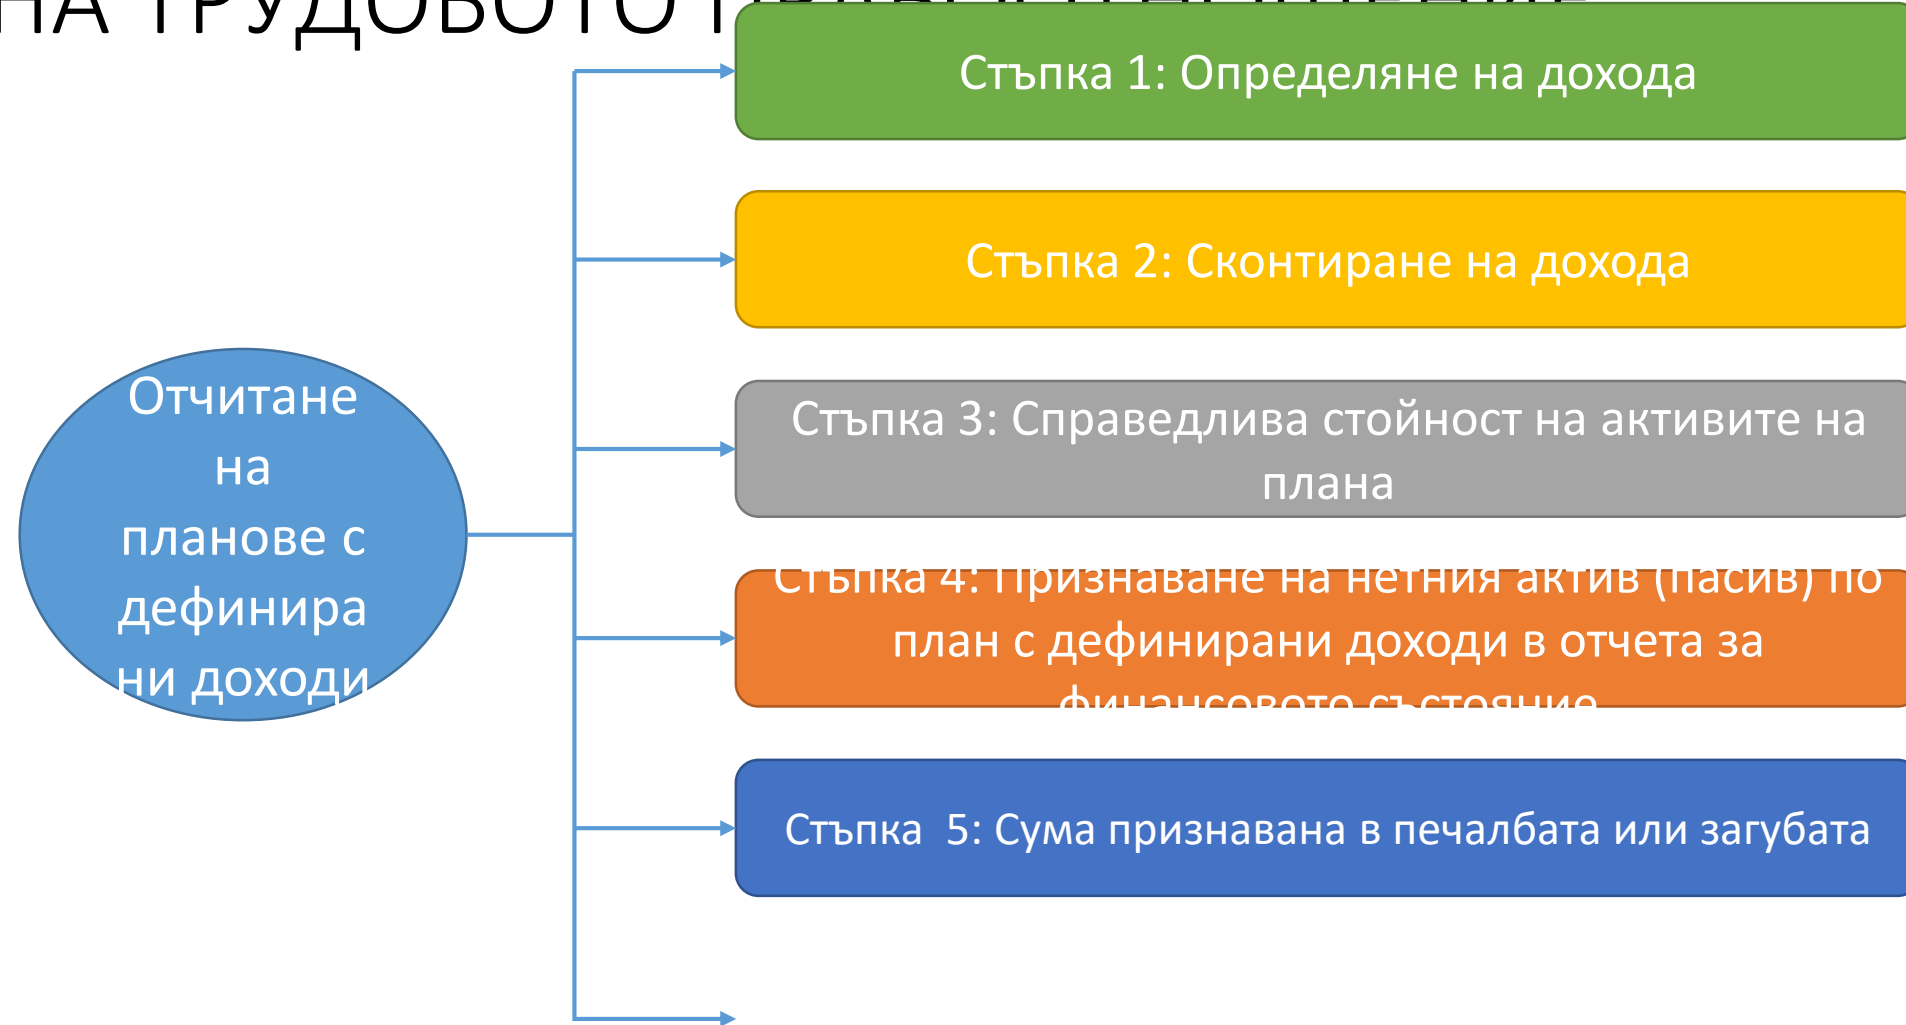 НА ТРУДОВОТО
Стъпка 1: Определяне на дохода
Стъпка 2: Сконтиране на дохода
Отчитане
на
планове с
дефинира
ни доходи
Стъпка 3: Справедлива стойност на активите на
плана
Стъпка 4: Признаване на нетния актив (пасив) по
план с дефинирани доходи в отчета за
финансовото състояние
Стъпка  5: Сума признавана в печалбата или загубата